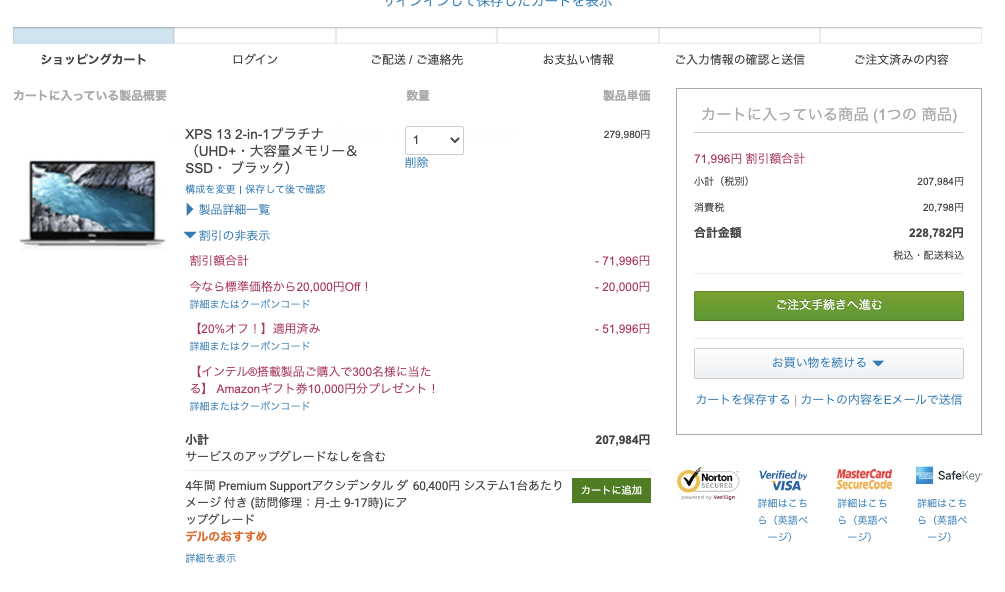 サインインして保存したカートを表示
ショッピングカート
ログイン
ご配送 / ご連絡先
お支払い情報
ご入力情報の確認と送信
ご注文済みの内容
カートに入っている製品概要
数量
製品単価
XPS 13 2-in-1プラチナ
（UHD+・大容量メモリー＆
SSD・ ブラック）
1
削除
279,980円
構成を変更 | 保存して後で確認
製品詳細一覧
割引の非表示
割引額合計
- 71,996円
今なら標準価格から20,000円Off！
- 20,000円
詳細またはクーポンコード
【20%オフ！】適用済み
- 51,996円
詳細またはクーポンコード
【インテル®搭載製品ご購入で300名様に当た
る】 Amazonギフト券10,000円分プレゼント！
詳細またはクーポンコード
小計
207,984円
サービスのアップグレードなしを含む
4年間 Premium Supportアクシデンタル ダ
メージ 付き (訪問修理：月-土 9-17時)にア
ップグレード
60,400円 システム1台あたり
カートに追加
デルのおすすめ
詳細を表示
カートに入っている商品 (1つの 商品)
71,996円 割引額合計
小計（税別）
207,984円
消費税
20,798円
合計金額
228,782円
税込・配送料込
ご注文手続きへ進む
お買い物を続ける
カートを保存する | カートの内容をEメールで送信
Norton
SECURED
powered by VeriSign
Verified by
VISA
詳細はこち
ら（英語ペ
ージ）
MasterCard
SecureCode
詳細はこち
ら（英語ペ
ージ）
SafeKey
詳細はこち
ら（英語ペ
ージ）